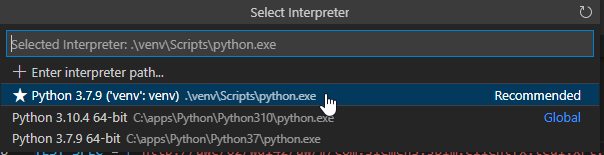 Select Interpreter
Selected Interpreter: .\venv\Scripts\python.exe
+ Enter interpreter path...
★ Python 3.7.9 ('venv': venv) .\venv\Scripts\python.exe Recommended
Python 3.10.4 64-bit C:\apps\Python\Python310\python.exe Global
Python 3.7.9 64-bit C:\apps\Python\Python37\python.exe